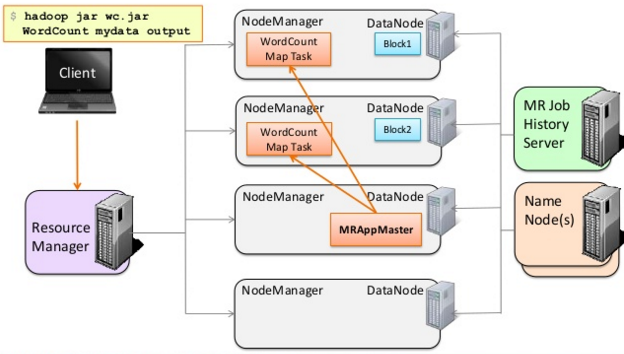 $ hadoop jar wc.jar
WordCount mydata output
Client
Resource
Manager
NodeManager
DataNode
WordCount
Map Task
Block1
NodeManager
DataNode
WordCount
Map Task
Block2
NodeManager
DataNode
MRAppMaster
NodeManager
DataNode
MR Job
History
Server
Name
Node(s)